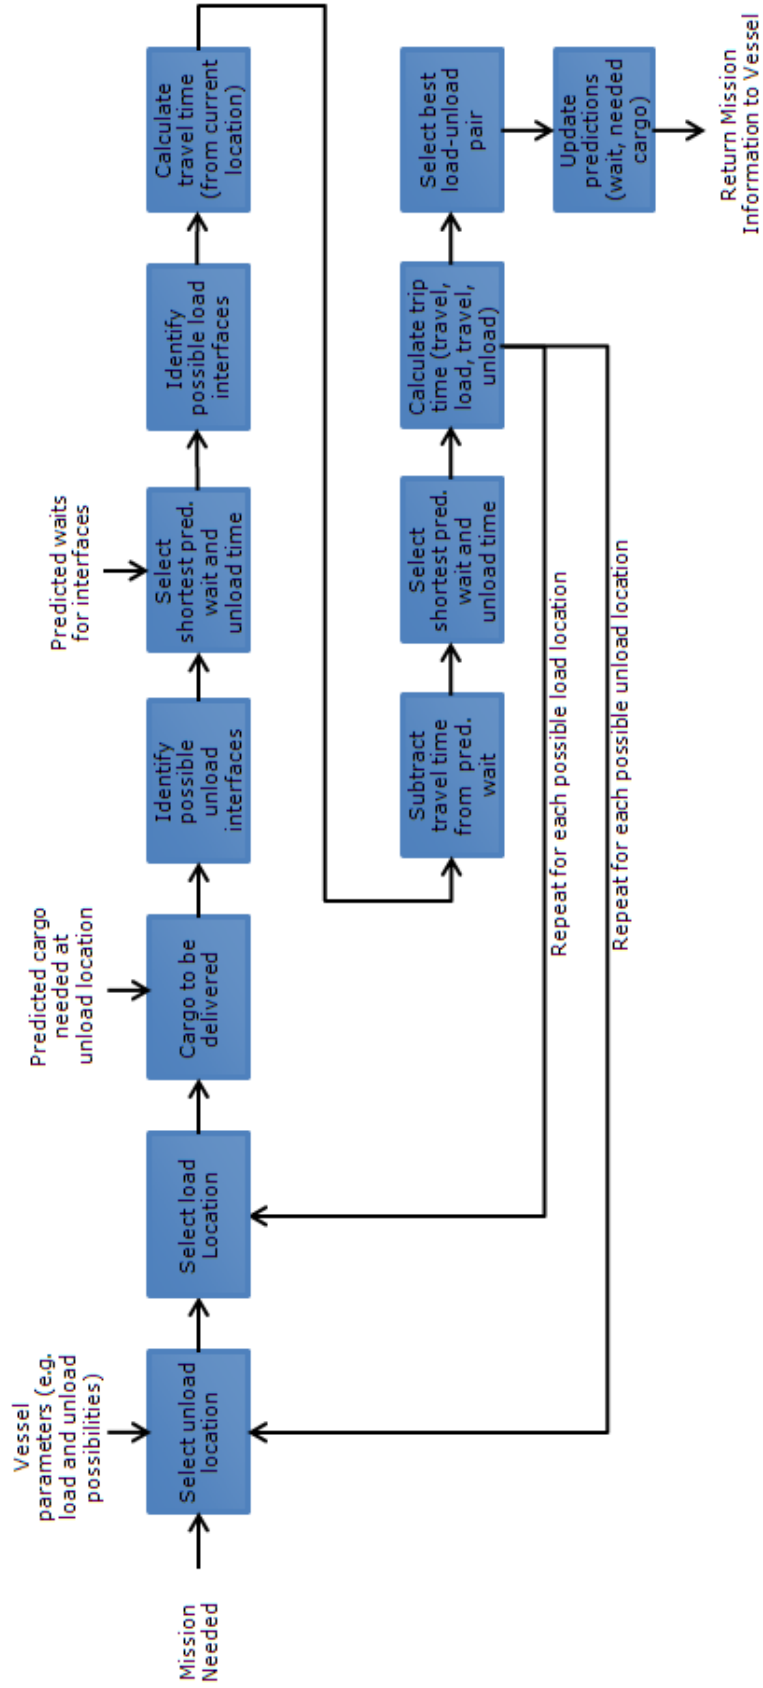 Mission
Needed
Vessel
parameters (e.g.
load and unload
possibilities)
Select unload
location
Select load
Location
Predicted cargo
needed at
unload location
Cargo to be
delivered
Identify
possible
unload
interfaces
Predicted waits
for interfaces
Select
shortest pred.
wait and
unload time
Identify
possible load
interfaces
Calculate
travel time
(from current
location)
Subtract
travel time
from pred.
wait
Select
shortest pred.
wait and
unload time
Calculate trip
time (travel,
load, travel,
unload)
Select best
load-unload
pair
Update
predictions
(wait, needed
cargo)
Return Mission
Information to Vessel
Repeat for each possible load location
Repeat for each possible unload location